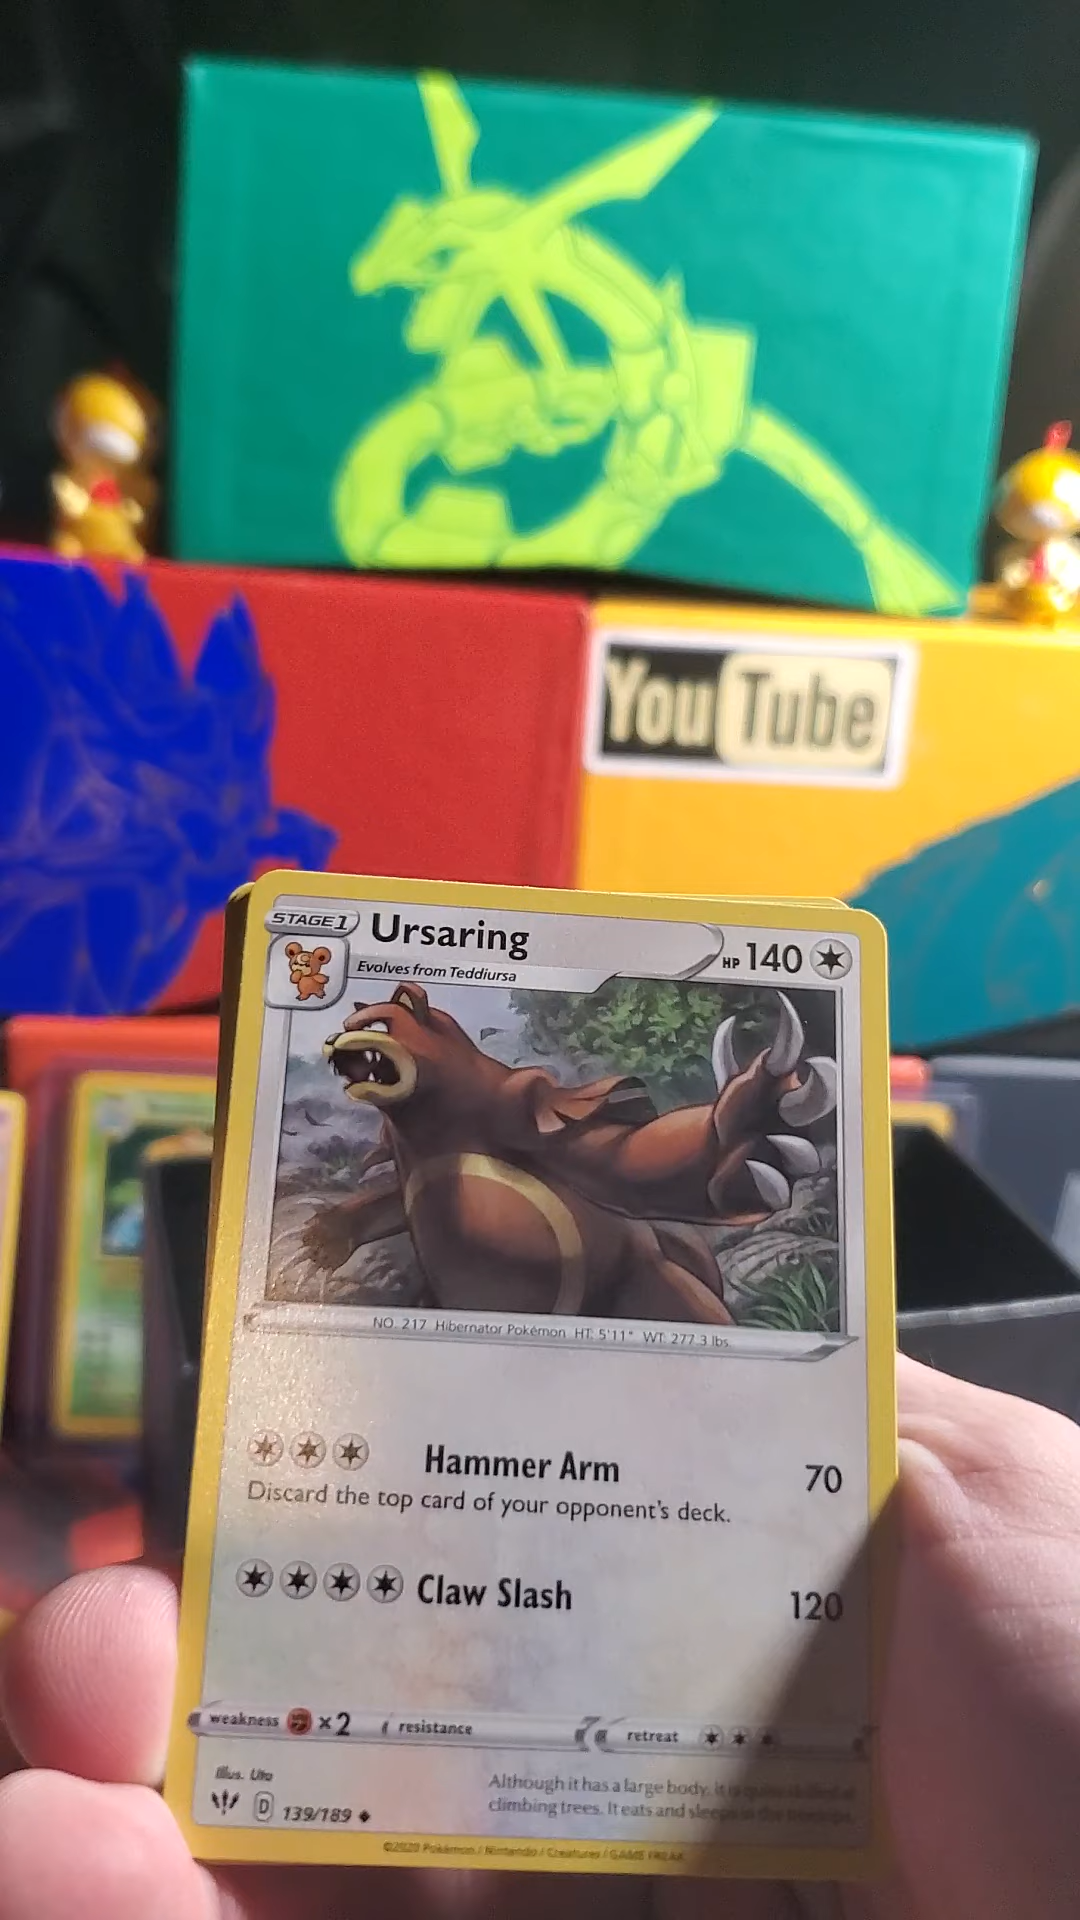 YouTube
STAGE 1
Ursaring
HP 140
Evolves from Teddiursa
NO. 217 Hibernator Pokémon HT: 5'11" WT: 277.3 lbs.
Hammer Arm 70
Discard the top card of your opponent's deck.
Claw Slash 120
weakness ×2 resistance retreat
Illus. Uta
Although it has a large body, it is quite skilled at
climbing trees. It eats and sleeps in the treetops.
D 139/189
©2020 Pokémon / Nintendo / Creatures / GAME FREAK